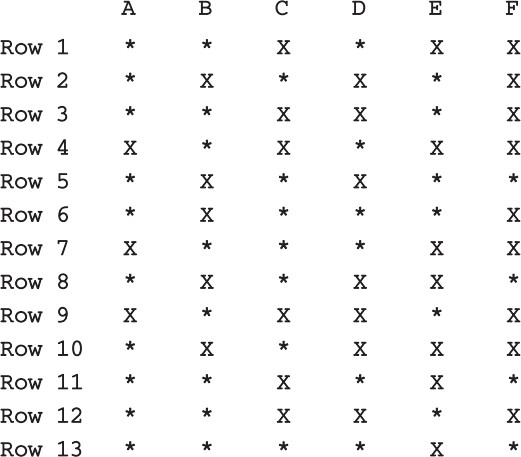 A B C D E F
Row 1 * * X * X X
Row 2 * X * X * X
Row 3 * * X X * X
Row 4 X * X * X X
Row 5 * X * X * *
Row 6 * X * * * X
Row 7 X * * * X X
Row 8 * X * X X *
Row 9 X * X X * X
Row 10 * X * X X X
Row 11 * * X * X *
Row 12 * * X X * X
Row 13 * * * * X *